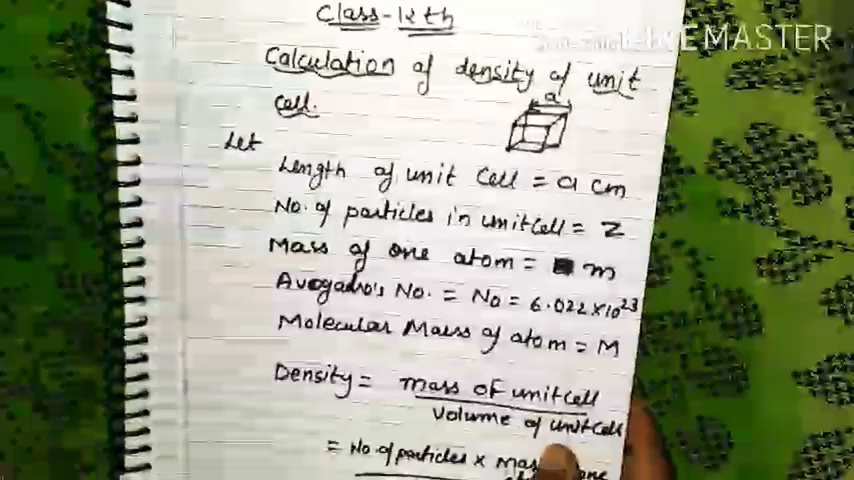 Class-12th
Calculation of density of unit
cell.
a
Let
Length of unit cell = a cm
No. of particles in unit cell = Z
Mass of one atom = m
Avogadro's No. = No = 6.022×10²³
Molecular Mass of atom = M
Density = mass of unit cell
Volume of unit cell
= No. of particles × Mass one
MASTER